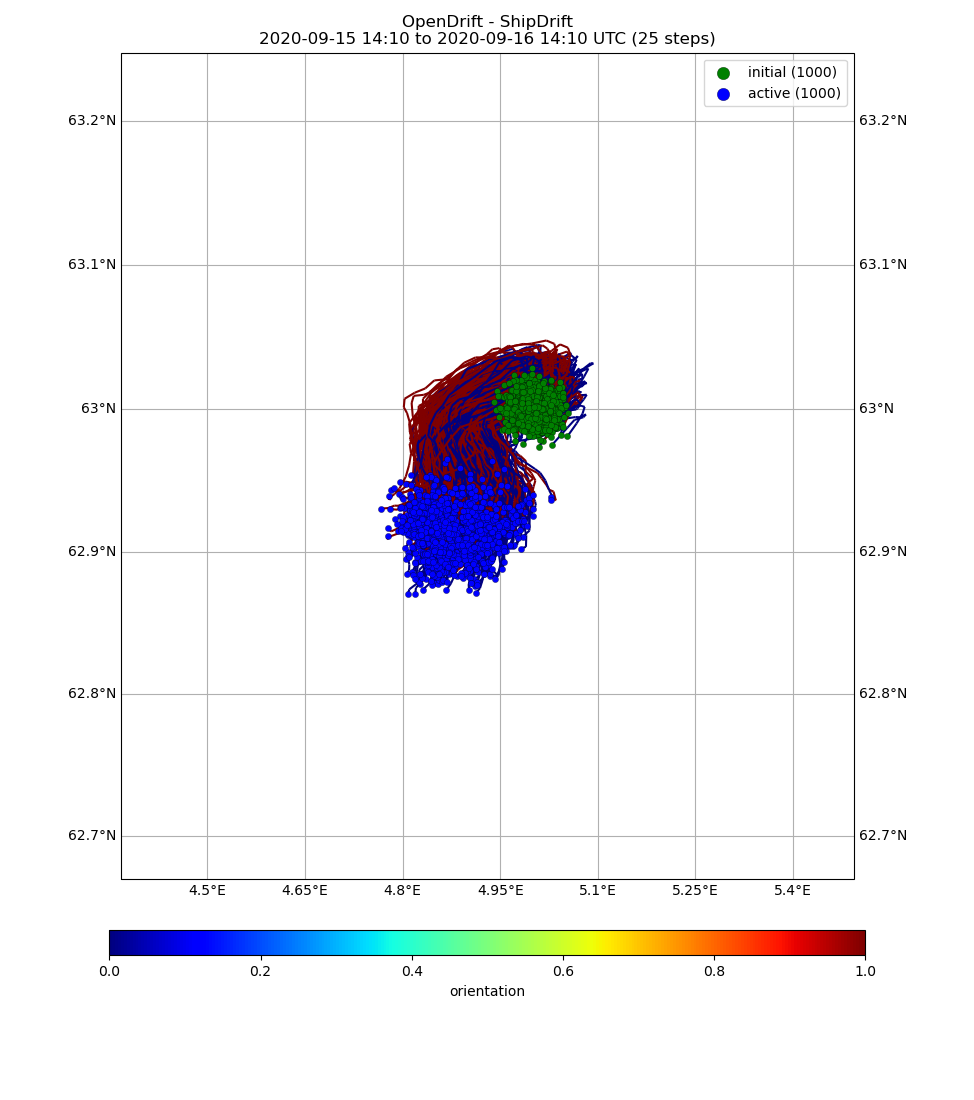 OpenDrift - ShipDrift
2020-09-15 14:10 to 2020-09-16 14:10 UTC (25 steps)
initial (1000)
active (1000)
63.2°N 63.2°N
63.1°N 63.1°N
63°N 63°N
62.9°N 62.9°N
62.8°N 62.8°N
62.7°N 62.7°N
4.5°E 4.65°E 4.8°E 4.95°E 5.1°E 5.25°E 5.4°E
0.0 0.2 0.4 0.6 0.8 1.0
orientation